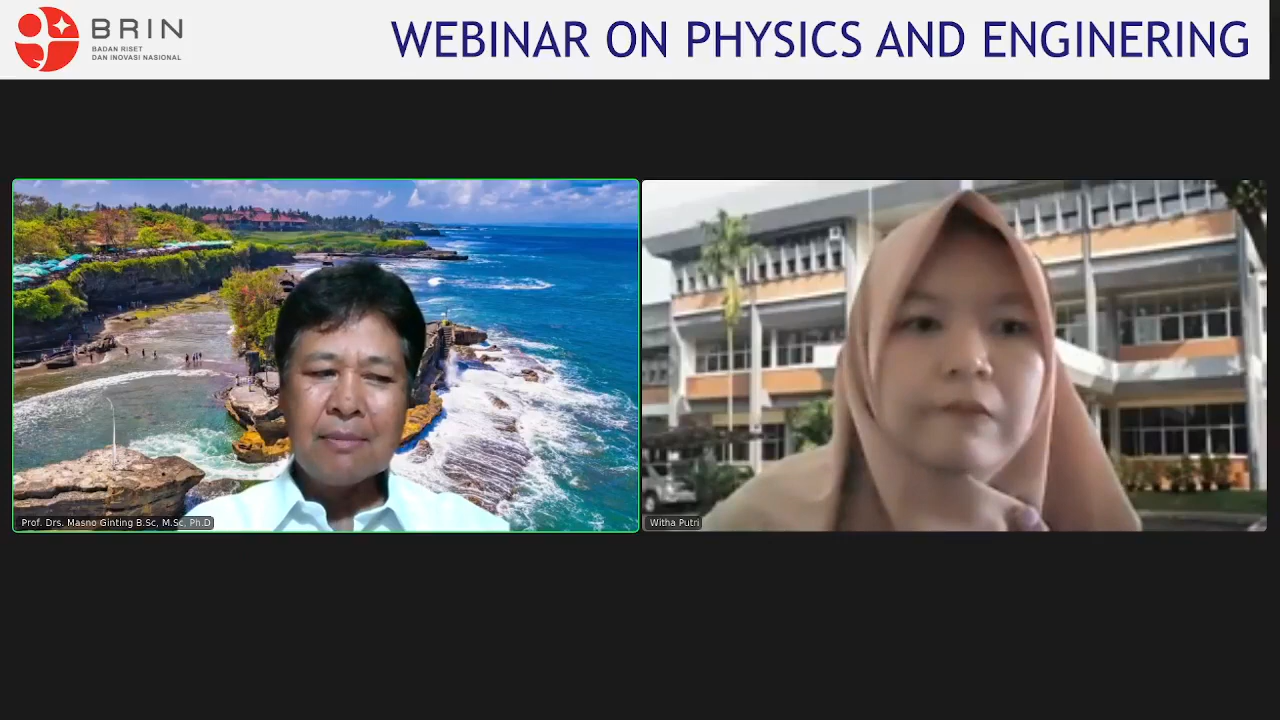 BRIN
BADAN RISET
DAN INOVASI NASIONAL
WEBINAR ON PHYSICS AND ENGINERING
Prof. Drs. Masno Ginting B.Sc, M.Sc, Ph.D
Witha Putri